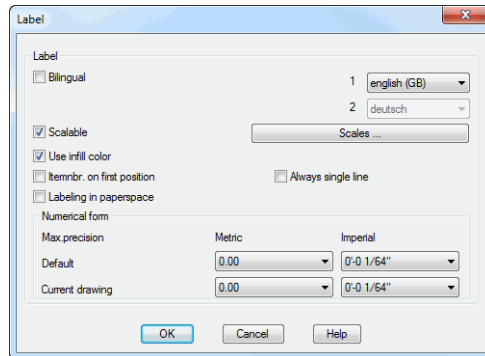 Label
Label
Bilingual
1 english (GB)
2 deutsch
Scalable Scales ...
Use infill color
Itemnbr. on first position Always single line
Labeling in paperspace
Numerical form
Max.precision Metric Imperial
Default 0.00 0'-0 1/64"
Current drawing 0.00 0'-0 1/64"
OK Cancel Help